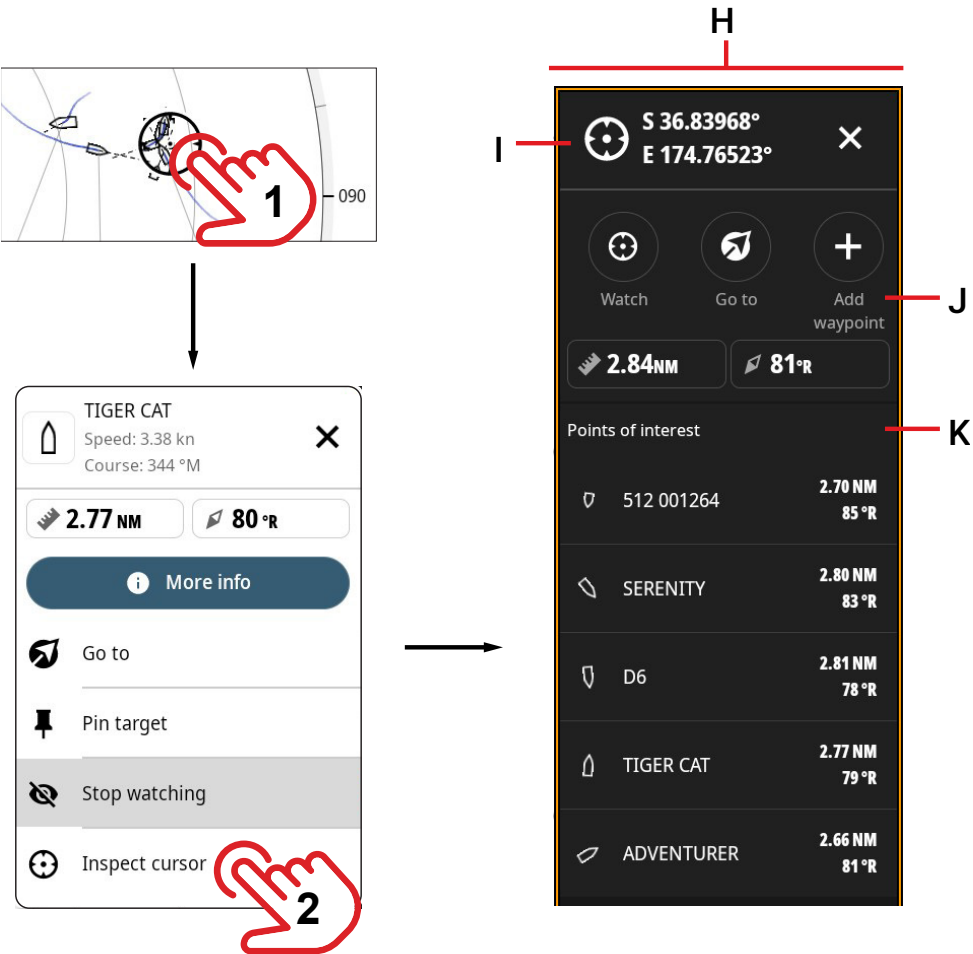 1
090
TIGER CAT
Speed: 3.38 kn
Course: 344 °M
2.77 NM
80 °R
More info
Go to
Pin target
Stop watching
Inspect cursor
2
H
I
S 36.83968°
E 174.76523°
Watch
Go to
Add
waypoint
J
2.84NM
81°R
Points of interest
K
512 001264
2.70 NM
85 °R
SERENITY
2.80 NM
83 °R
D6
2.81 NM
78 °R
TIGER CAT
2.77 NM
79 °R
ADVENTURER
2.66 NM
81 °R